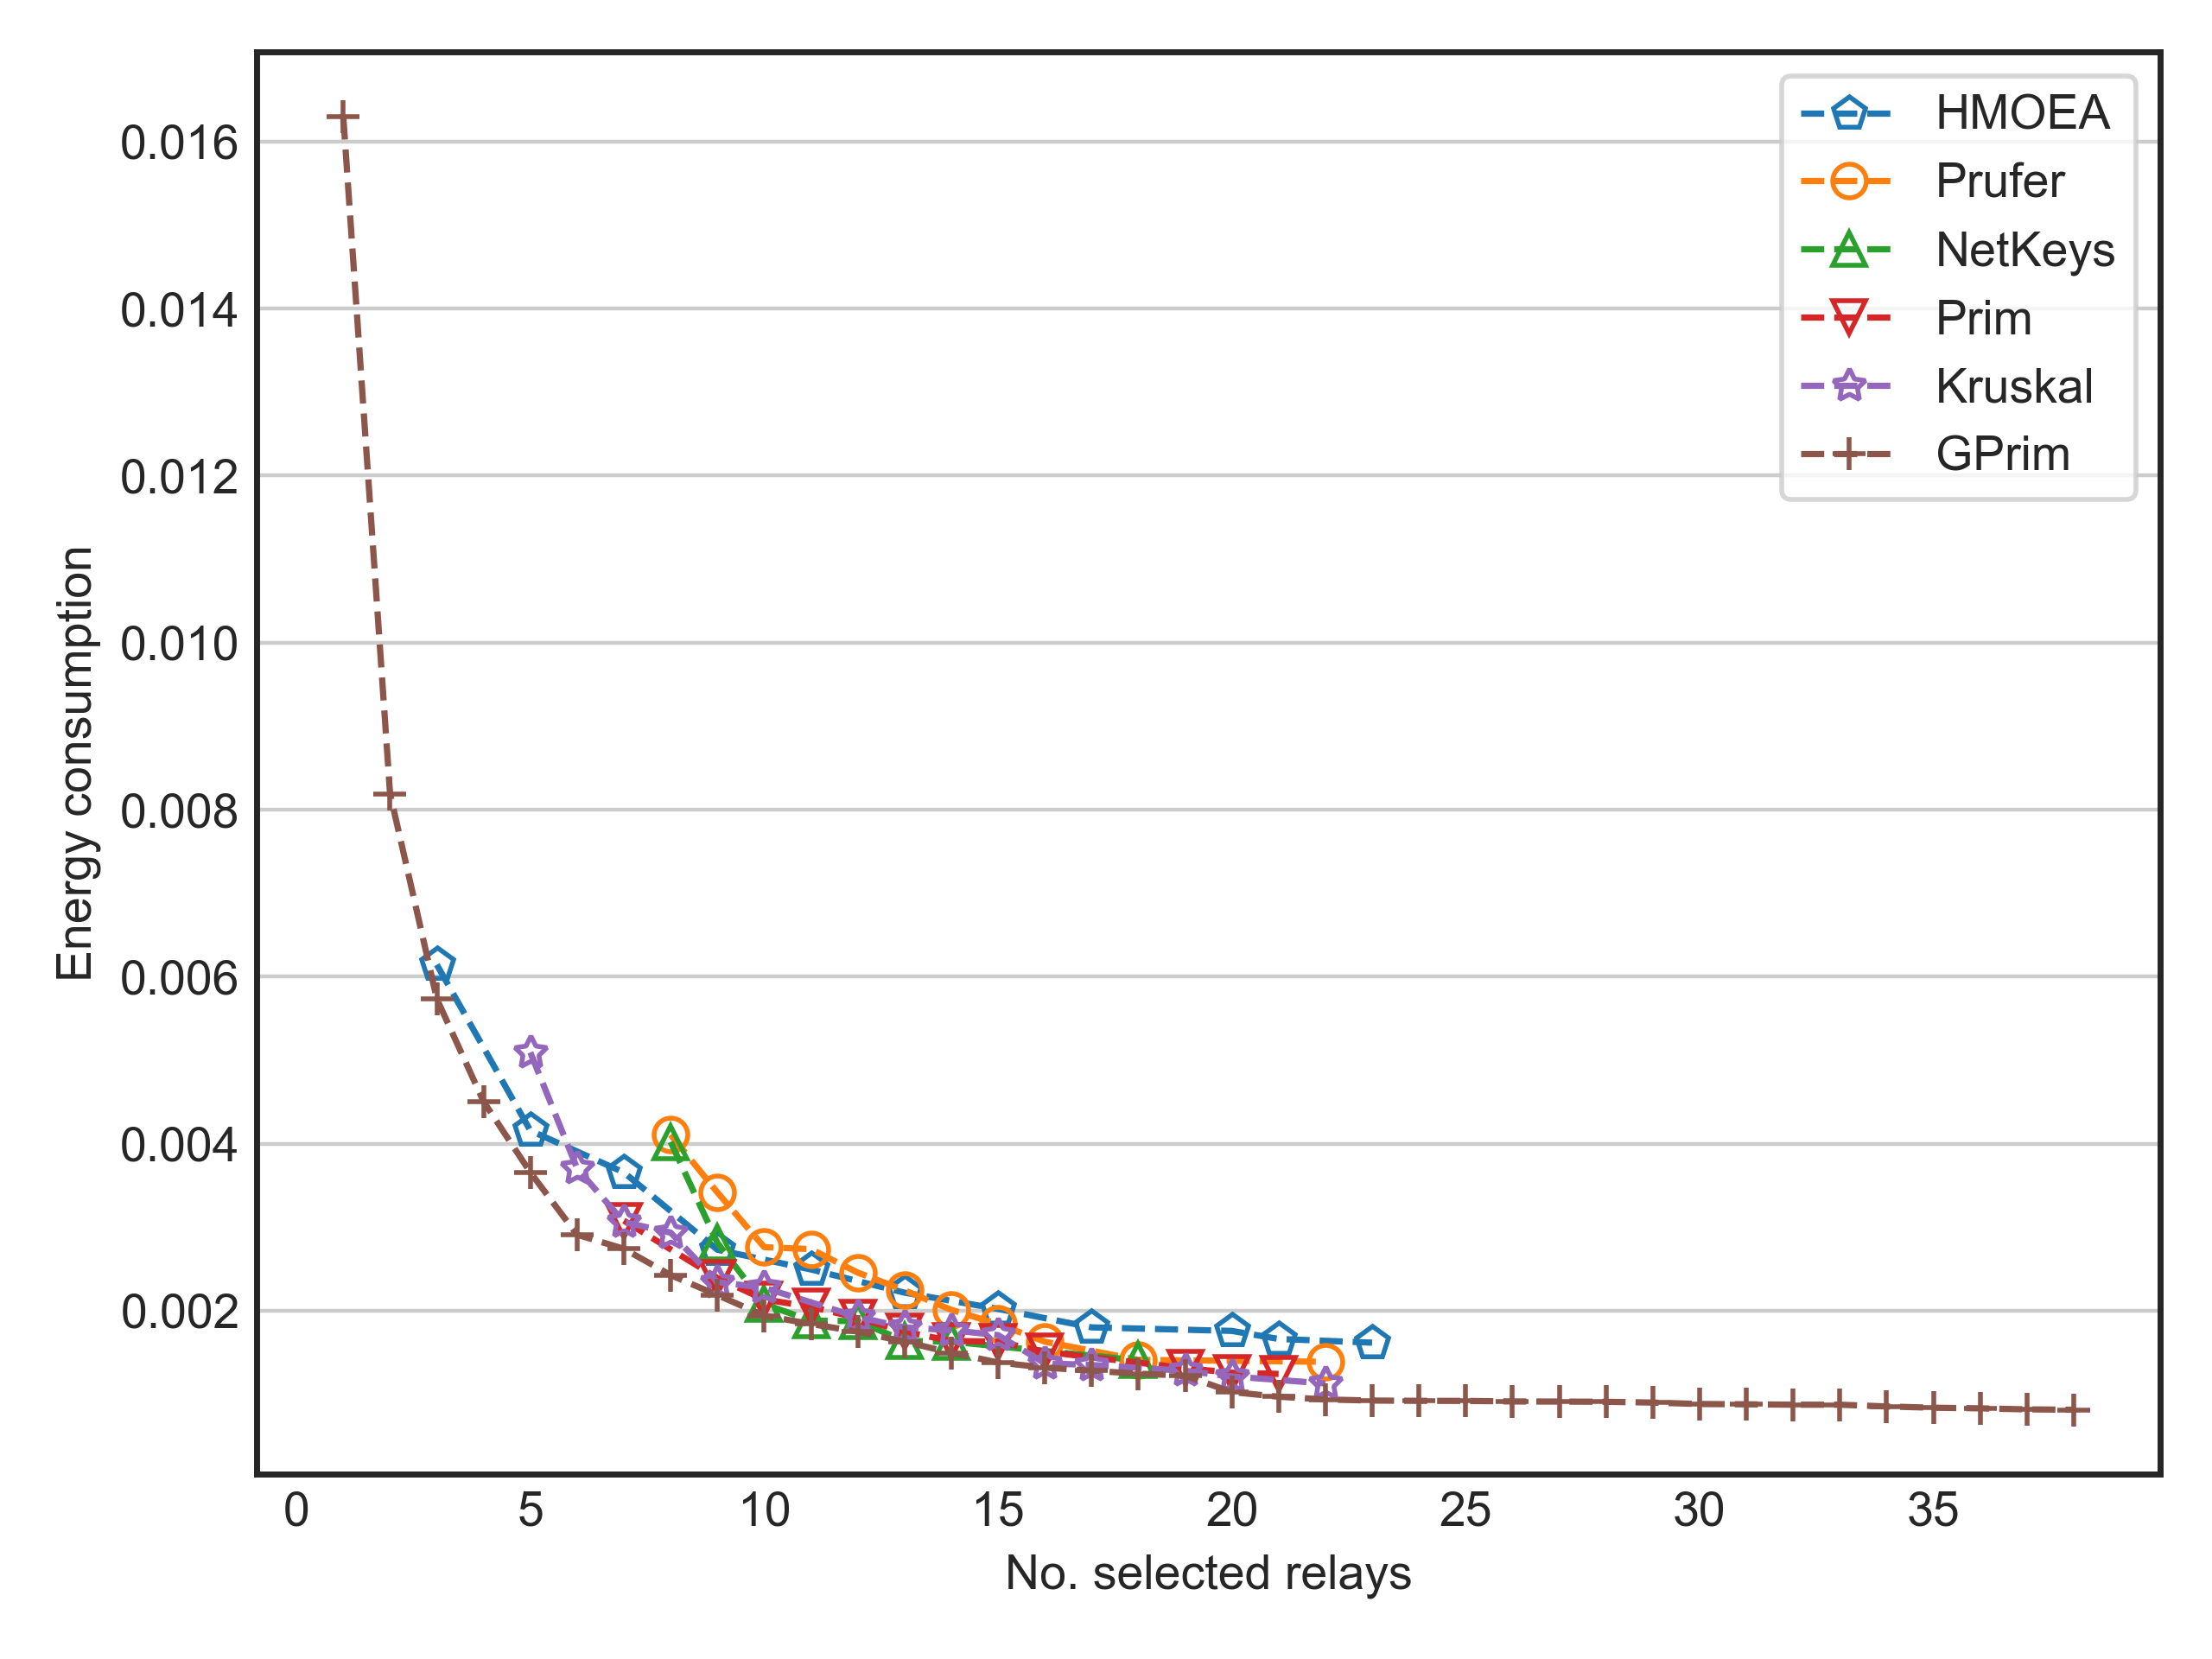 HMOEA
Prufer
NetKeys
Prim
Kruskal
GPrim
0.016
0.014
0.012
0.010
0.008
0.006
0.004
0.002
Energy consumption
0 5 10 15 20 25 30 35
No. selected relays